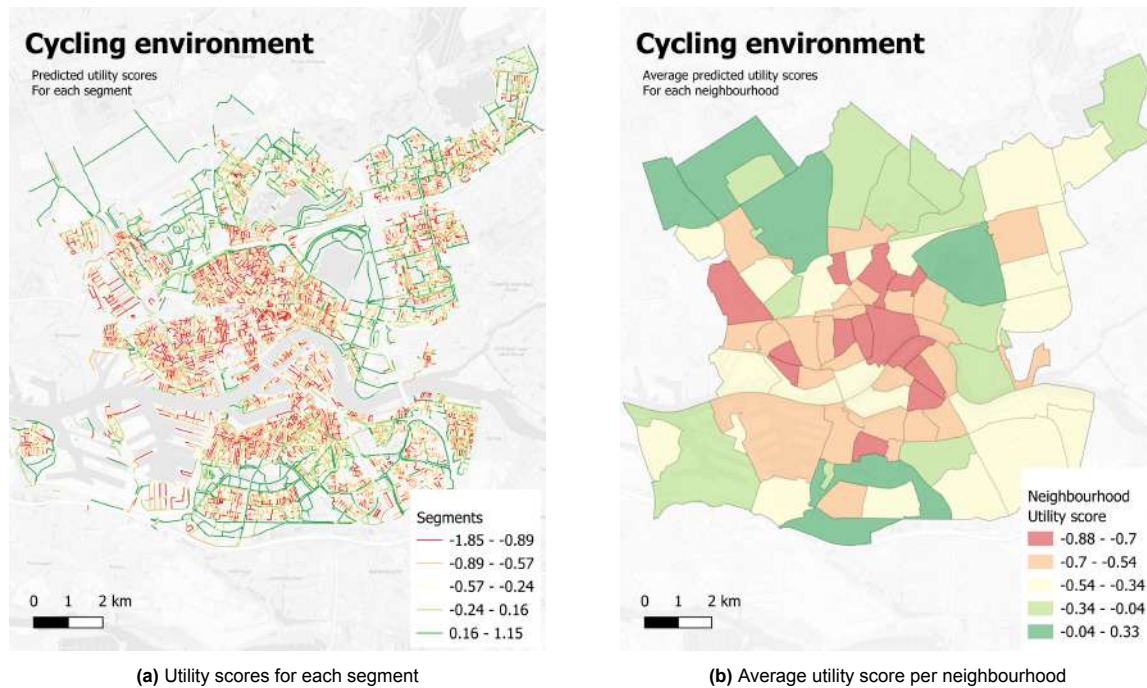 Cycling environment
Predicted utility scores
For each segment
Segments
-1.85 - -0.89
-0.89 - -0.57
-0.57 - -0.24
-0.24 - 0.16
0.16 - 1.15
0 1 2 km
(a) Utility scores for each segment
Cycling environment
Average predicted utility scores
For each neighbourhood
Neighbourhood
Utility score
-0.88 - -0.7
-0.7 - -0.54
-0.54 - -0.34
-0.34 - -0.04
-0.04 - 0.33
0 1 2 km
(b) Average utility score per neighbourhood